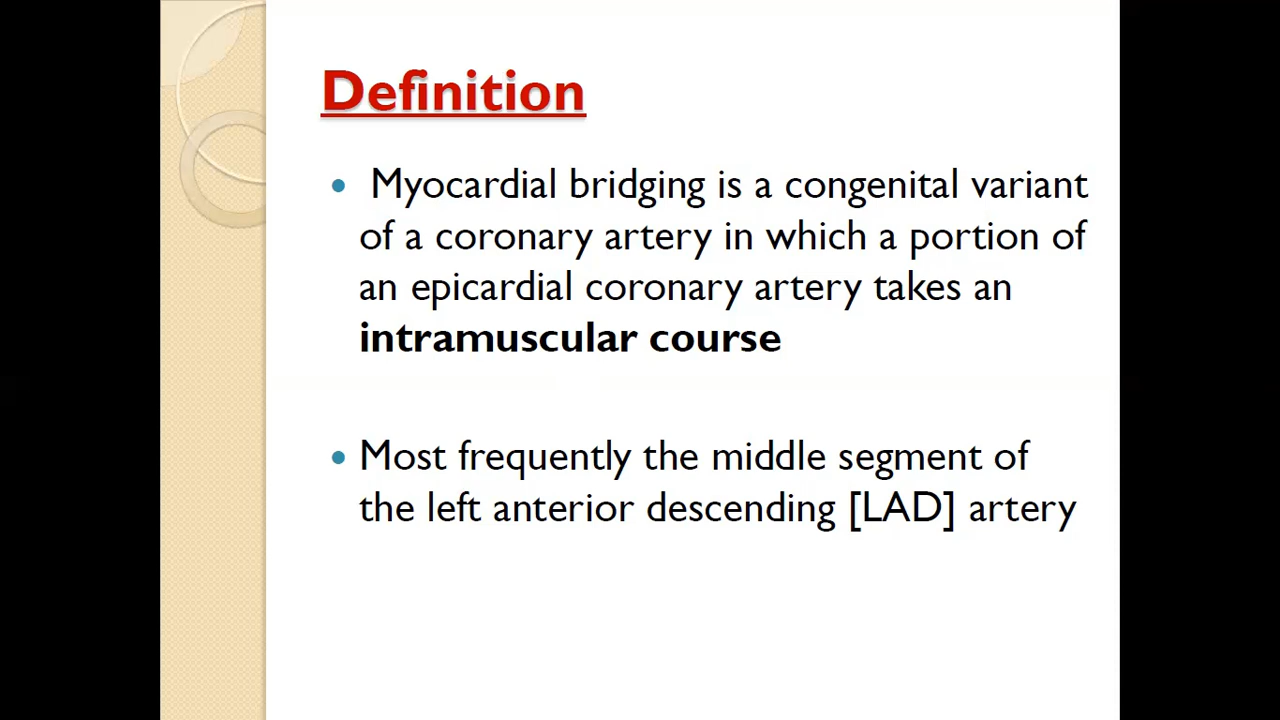 Definition
• Myocardial bridging is a congenital variant
of a coronary artery in which a portion of
an epicardial coronary artery takes an
intramuscular course
• Most frequently the middle segment of
the left anterior descending [LAD] artery